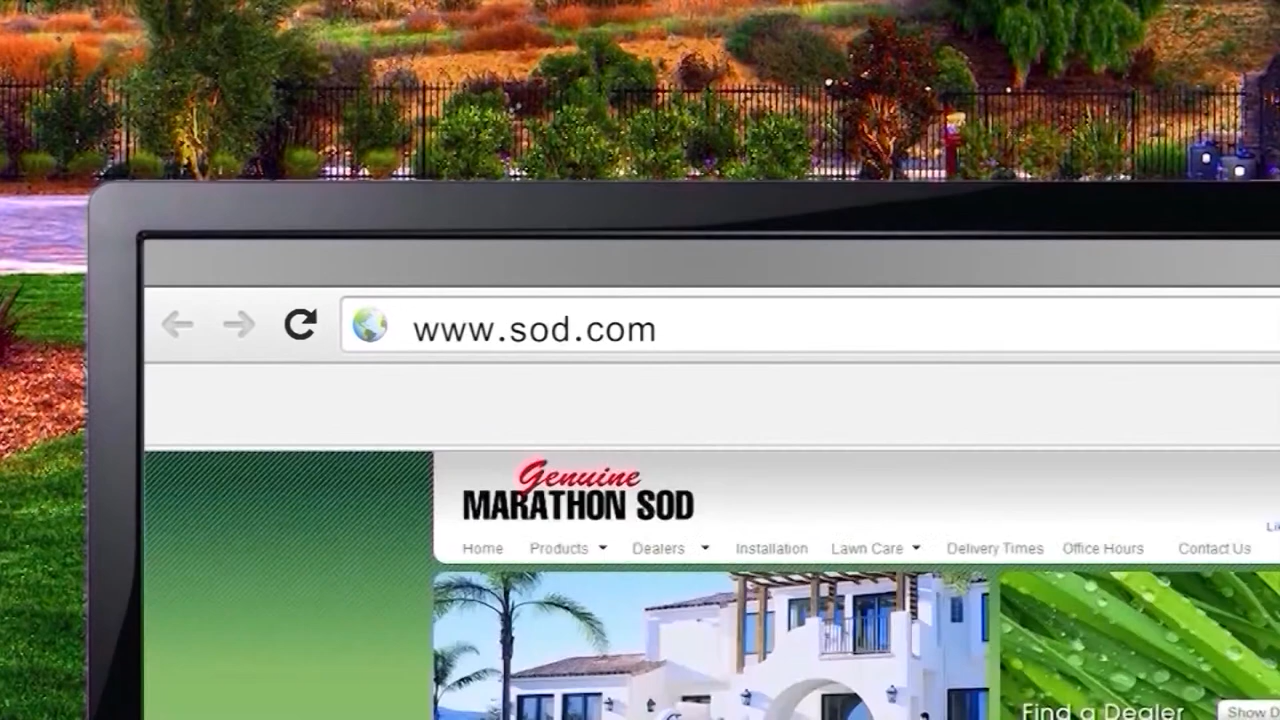 www.sod.com
Genuine
MARATHON SOD
Home Products Dealers Installation Lawn Care Delivery Times Office Hours Contact Us
Find a Dealer